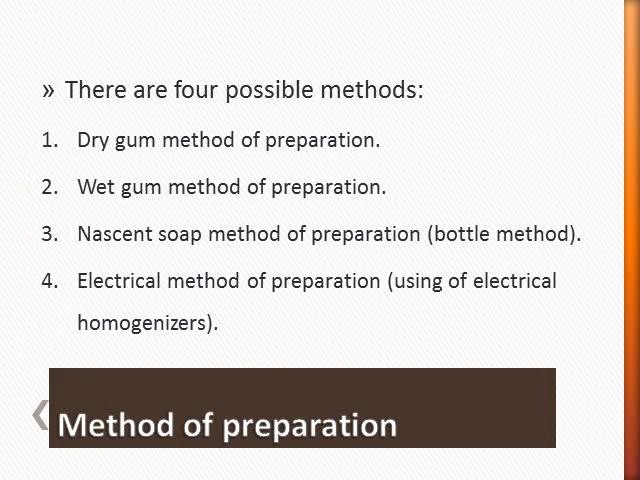 » There are four possible methods:
1. Dry gum method of preparation.
2. Wet gum method of preparation.
3. Nascent soap method of preparation (bottle method).
4. Electrical method of preparation (using of electrical
homogenizers).
Method of preparation